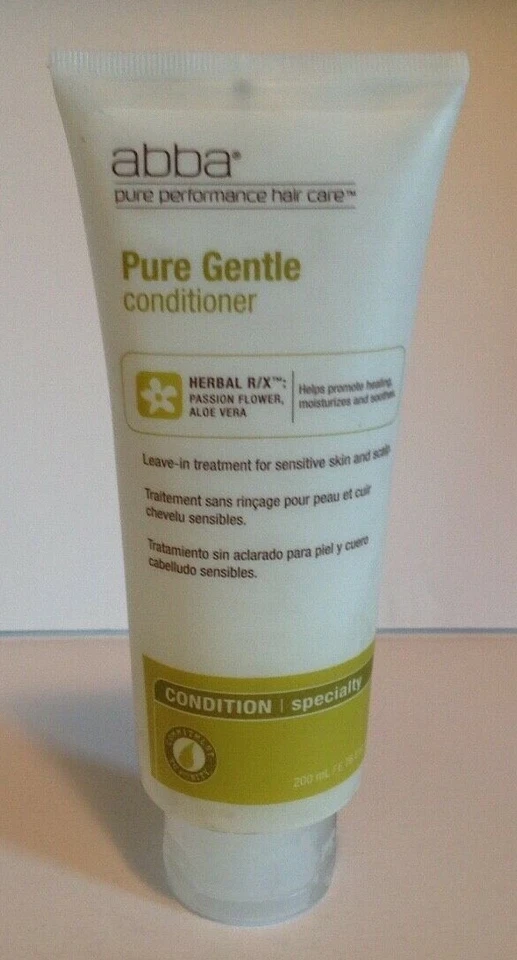 abba®
pure performance hair care™
Pure Gentle
conditioner
HERBAL R/X™:
PASSION FLOWER,
ALOE VERA
Helps promote healing,
moisturizes and soothes
Leave-in treatment for sensitive skin and scalp
Traitement sans rinçage pour peau et cuir
chevelu sensibles.
Tratamiento sin aclarado para piel y cuero
cabelludo sensibles.
CONDITION | specialty
200 mL